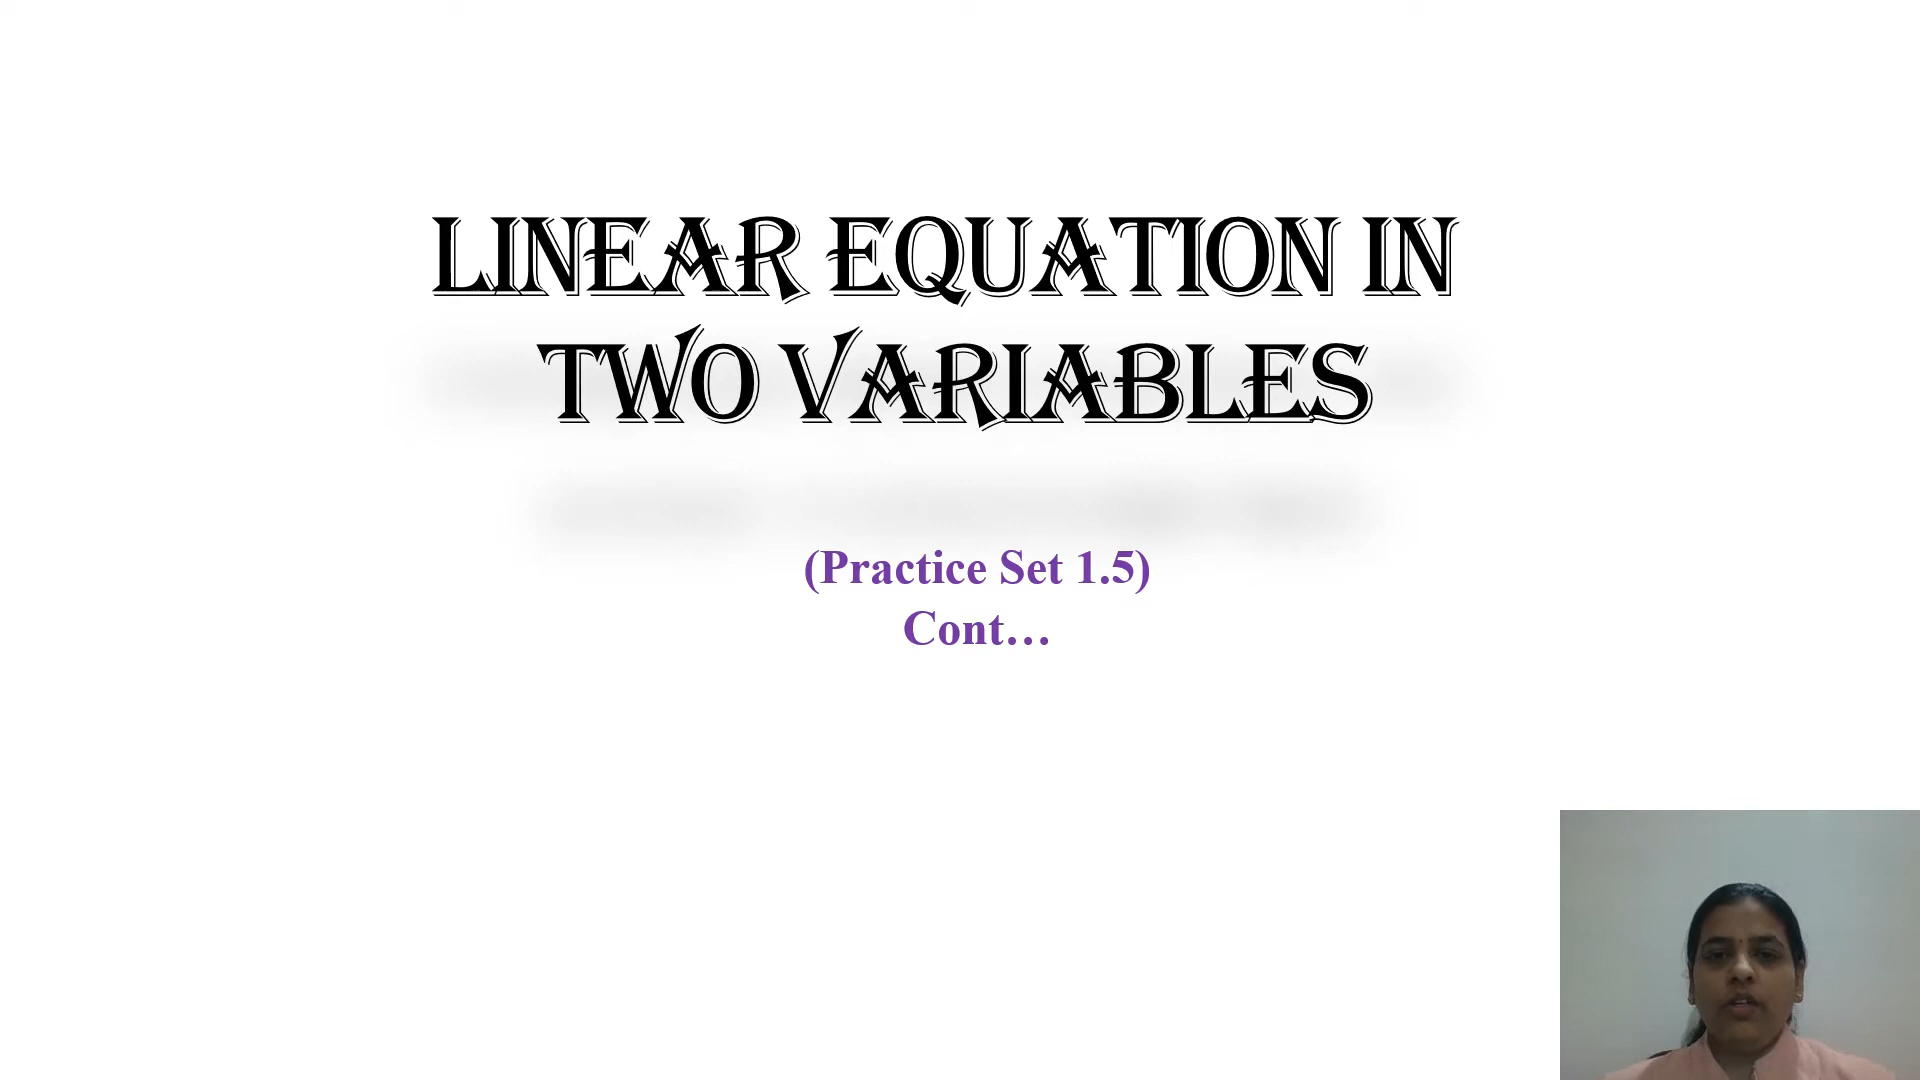 LINEAR EQUATION IN
TWO VARIABLES
(Practice Set 1.5)
Cont…